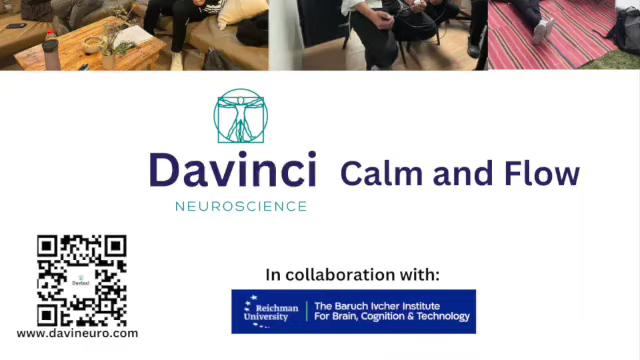 Davinci Calm and Flow
NEUROSCIENCE
Davinci
www.davineuro.com
In collaboration with:
Reichman
University
The Baruch Ivcher Institute
For Brain, Cognition & Technology